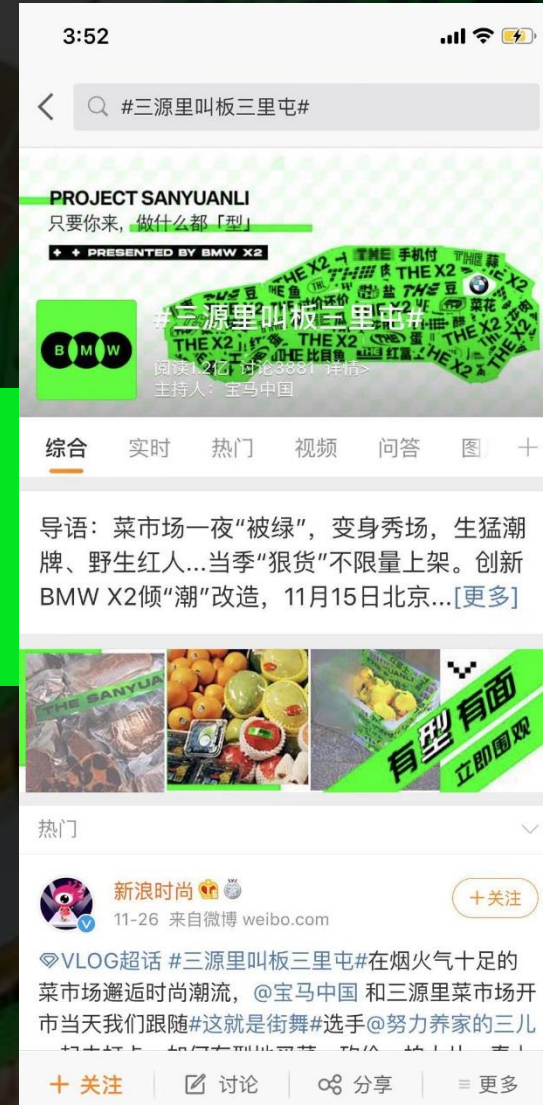 3:52
#三源里叫板三里屯#
PROJECT SANYUANLI
只要你来，做什么都「型」
+ + PRESENTED BY BMW X2
THE 手机付
THE X2
#三源里叫板三里屯#
阅读1.2亿 讨论3881 详情>
主持人：宝马中国
B M W
综合 实时 热门 视频 问答
导语：菜市场一夜“被绿”，变身秀场，生猛潮
牌、野生红人...当季“狠货”不限量上架。创新
BMW X2倾“潮”改造，11月15日北京...[更多]
THE SANYUA
有型 有面
立即围观
热门
新浪时尚
+关注
11-26 来自微博 weibo.com
VLOG超话 #三源里叫板三里屯#在烟火气十足的
菜市场邂逅时尚潮流，@宝马中国 和三源里菜市场开
市当天我们跟随#这就是街舞#选手@努力养家的三儿
+ 关注 讨论 分享 更多